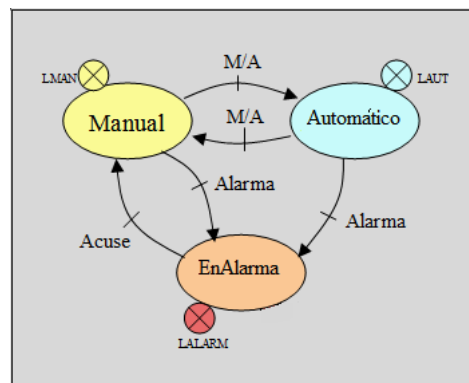 M/A
LMAN
LAUT
Manual
Automático
M/A
Alarma
Alarma
Acuse
EnAlarma
LALARM